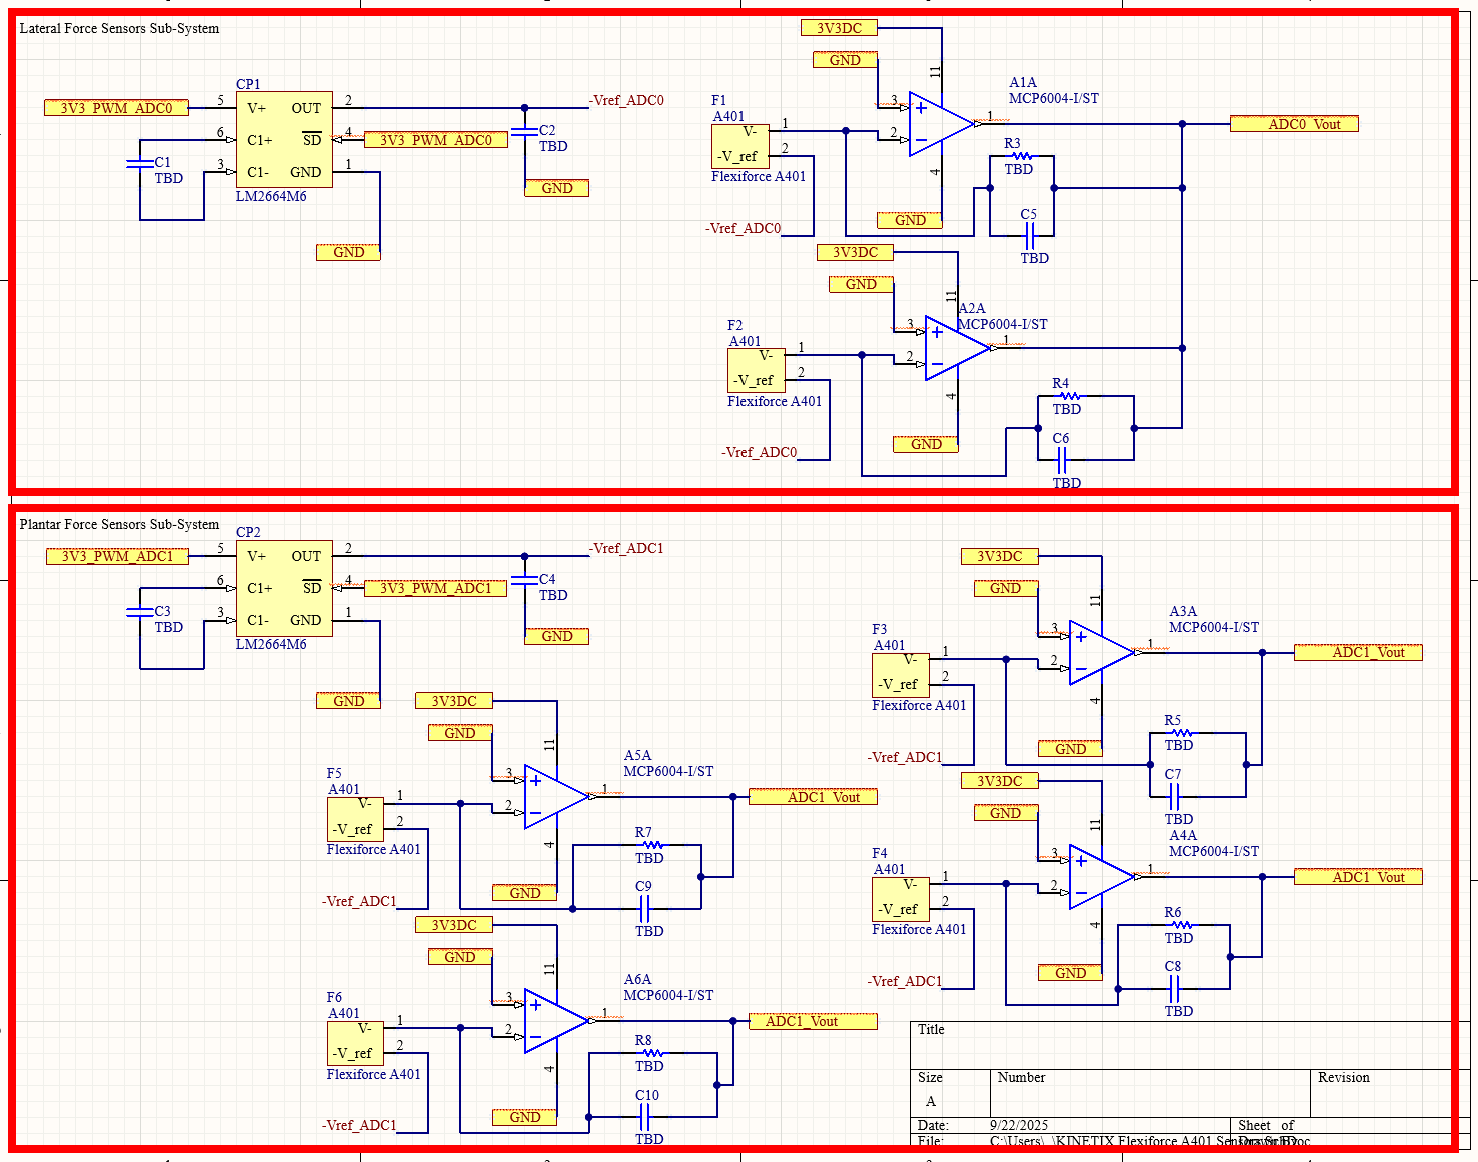 Lateral Force Sensors Sub-System
CP1
3V3_PWM_ADC0
5
V+
OUT
2
-Vref_ADC0
6
C1+
SD
4
3V3_PWM_ADC0
C2
TBD
C1
TBD
3
C1-
GND
1
LM2664M6
GND
GND
3V3DC
GND
11
A1A
MCP6004-I/ST
F1
A401
V-
1
-V_ref
2
Flexiforce A401
3
2
1
ADC0_Vout
4
R3
TBD
GND
C5
TBD
-Vref_ADC0
3V3DC
GND
11
A2A
MCP6004-I/ST
F2
A401
V-
1
-V_ref
2
Flexiforce A401
3
2
1
4
R4
TBD
GND
C6
TBD
-Vref_ADC0
Plantar Force Sensors Sub-System
CP2
3V3_PWM_ADC1
5
V+
OUT
2
-Vref_ADC1
6
C1+
SD
4
3V3_PWM_ADC1
C4
TBD
C3
TBD
3
C1-
GND
1
LM2664M6
GND
GND
3V3DC
GND
11
A3A
MCP6004-I/ST
F3
A401
V-
1
-V_ref
2
Flexiforce A401
3
2
1
ADC1_Vout
4
R5
TBD
GND
C7
TBD
-Vref_ADC1
3V3DC
GND
11
A5A
MCP6004-I/ST
F5
A401
V-
1
-V_ref
2
Flexiforce A401
3
2
1
ADC1_Vout
4
R7
TBD
GND
C9
TBD
-Vref_ADC1
3V3DC
GND
11
A4A
MCP6004-I/ST
F4
A401
V-
1
-V_ref
2
Flexiforce A401
3
2
1
ADC1_Vout
4
R6
TBD
GND
C8
TBD
-Vref_ADC1
3V3DC
GND
11
A6A
MCP6004-I/ST
F6
A401
V-
1
-V_ref
2
Flexiforce A401
3
2
1
ADC1_Vout
4
R8
TBD
GND
C10
TBD
-Vref_ADC1
Title
Size
Number
Revision
A
Date:
9/22/2025
Sheet of
File:
C:\Users\..\KINETIX Flexiforce A401